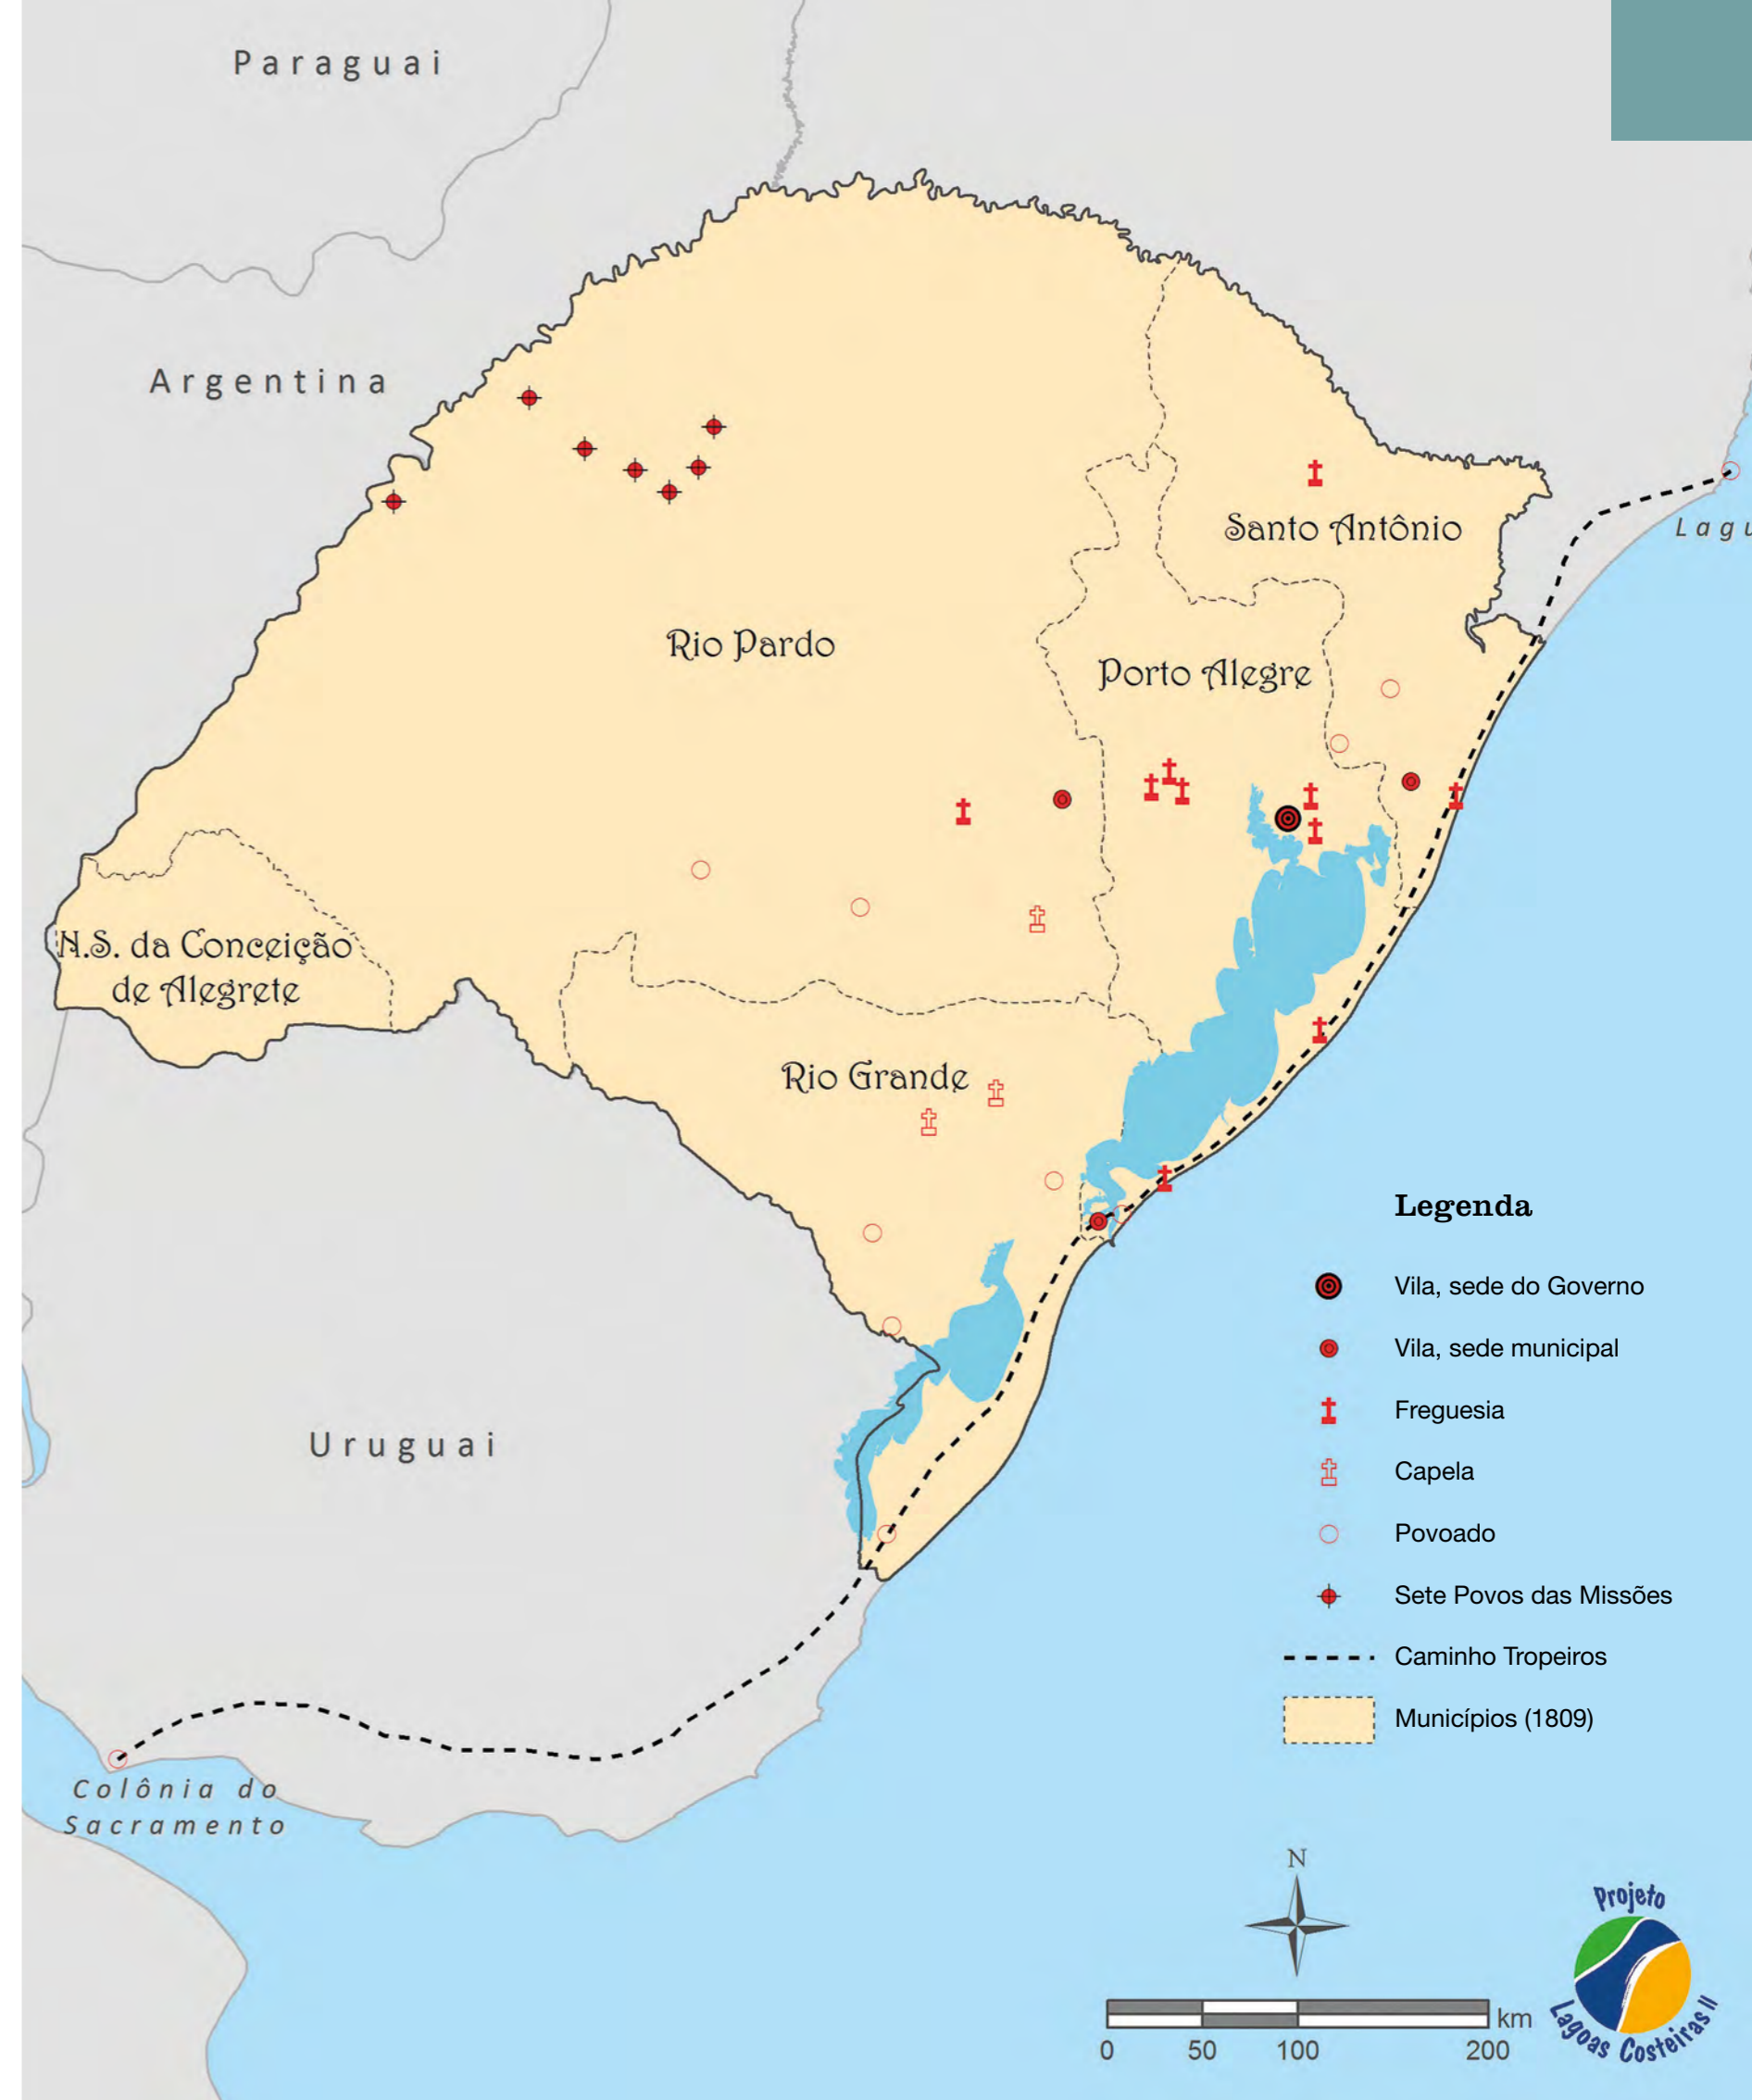 Paraguai
Argentina
Santo Antônio
Lagu
Rio Pardo
Porto Alegre
N.S. da Conceição
de Alegrete
Rio Grande
Uruguai
Colônia do
Sacramento
Legenda
Vila, sede do Governo
Vila, sede municipal
Freguesia
Capela
Povoado
Sete Povos das Missões
Caminho Tropeiros
Municípios (1809)
N
km
0 50 100 200
Projeto
Lagoas Costeiras II